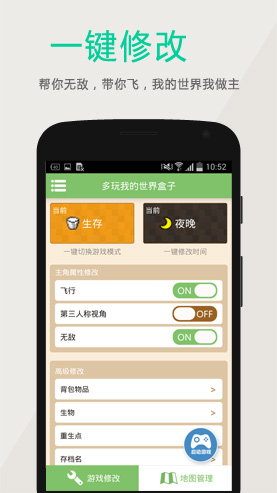 一键修改
帮你无敌,带你飞,我的世界我做主
10:52
多玩我的世界盒子
当前
生存
当前
夜晚
一键切换游戏模式
一键修改时间
主角属性修改
飞行
ON
第三人称视角
OFF
无敌
ON
高级修改
背包物品
>
生物
>
重生点
存档名
>
启动游戏
游戏修改
地图管理